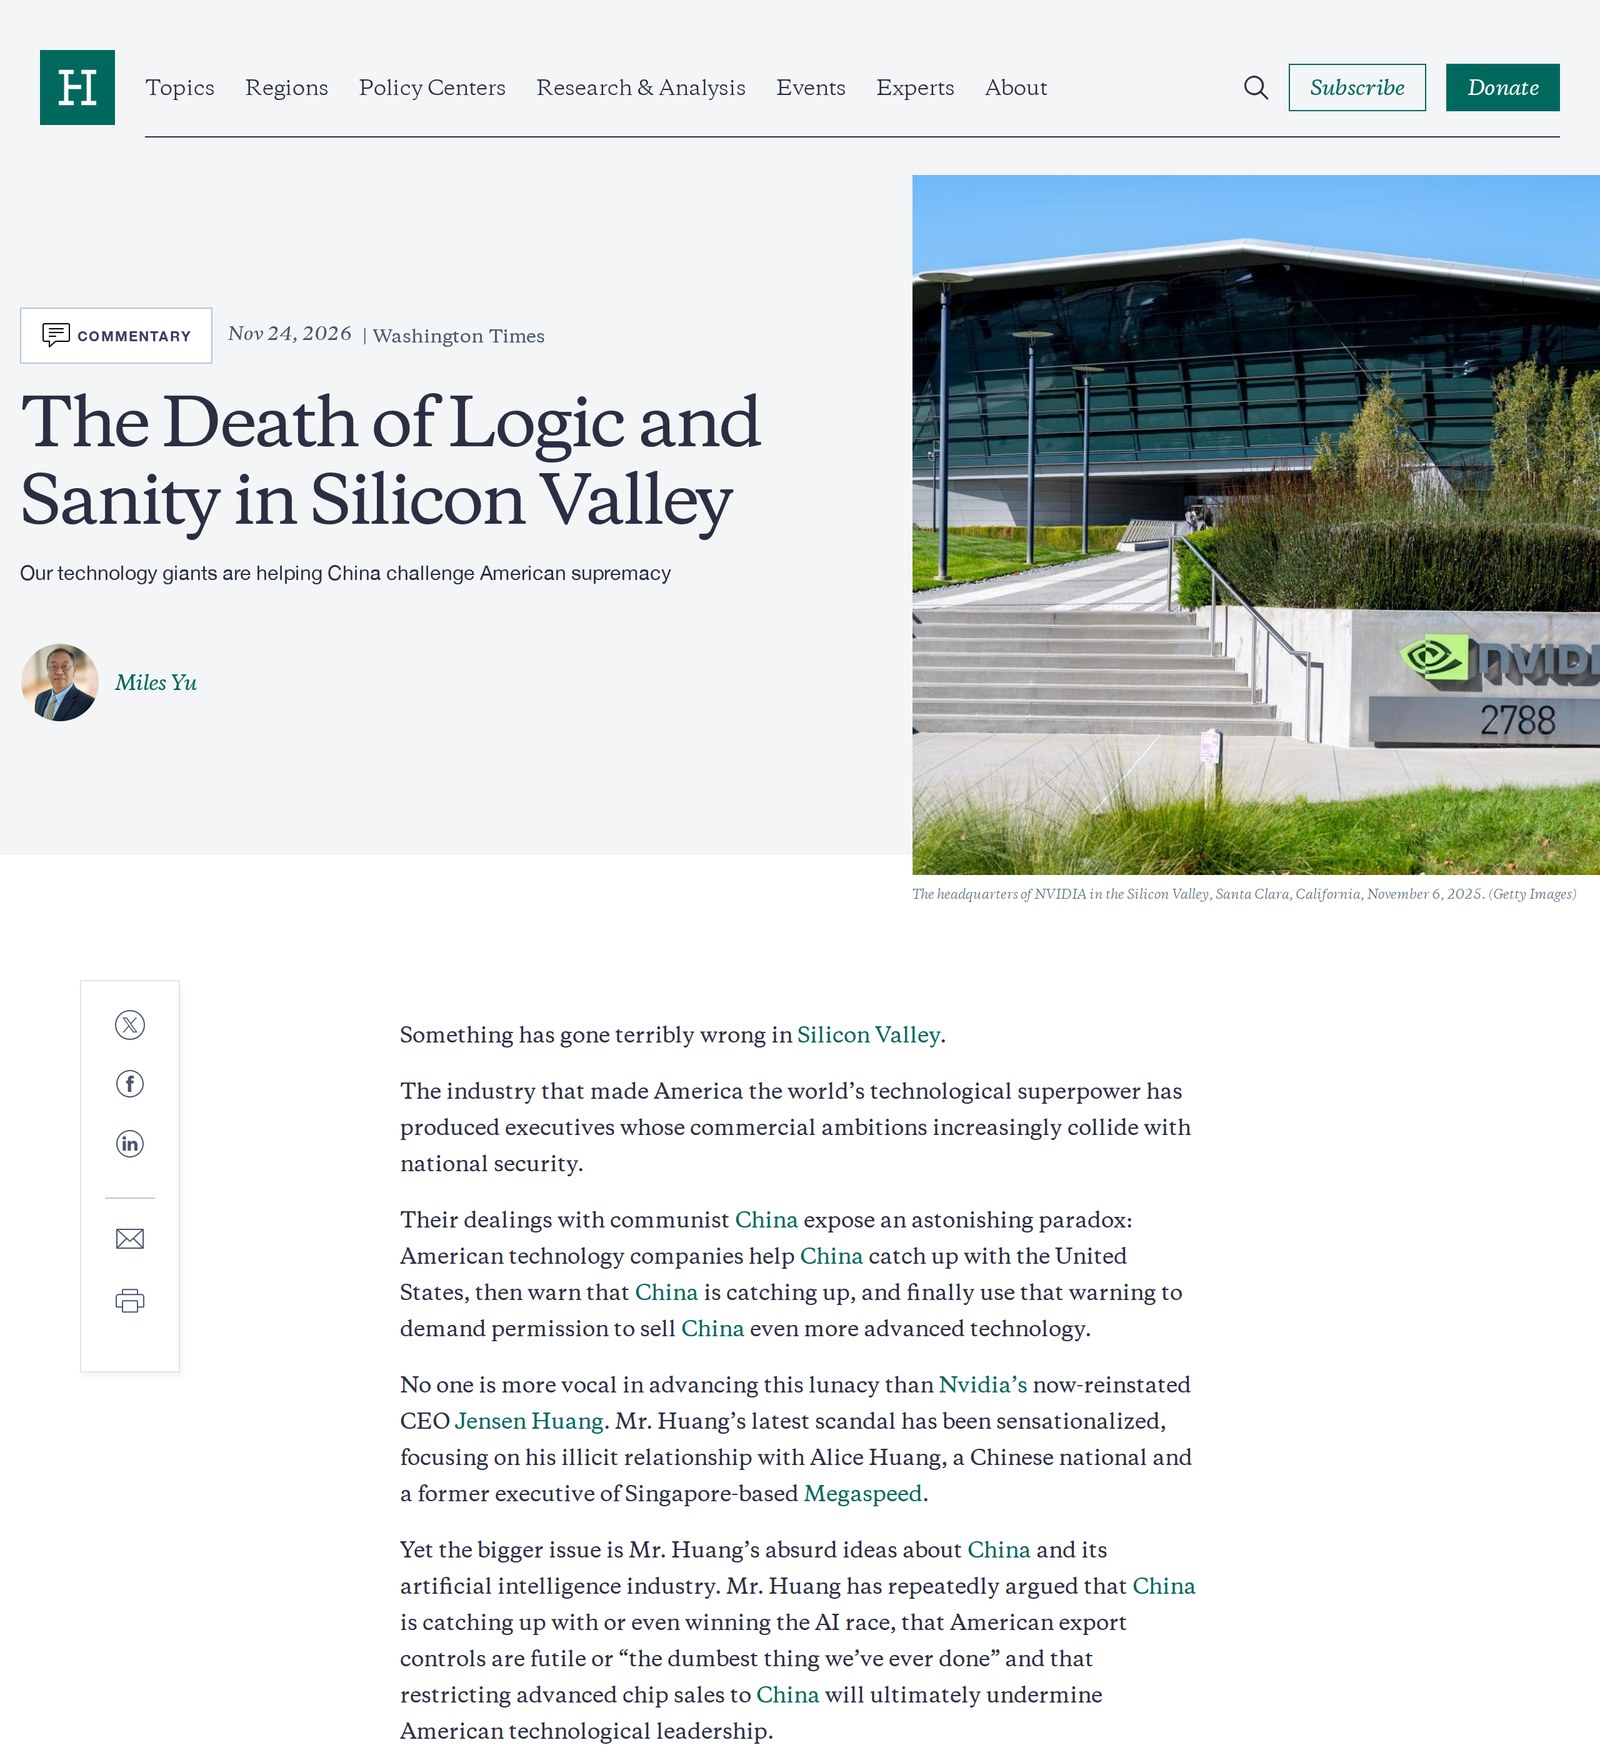 H
Topics
Regions
Policy Centers
Research & Analysis
Events
Experts
About
Subscribe
Donate
COMMENTARY
Nov 24, 2026 | Washington Times
The Death of Logic and
Sanity in Silicon Valley
Our technology giants are helping China challenge American supremacy
Miles Yu
NVIDI
2788
The headquarters of NVIDIA in the Silicon Valley, Santa Clara, California, November 6, 2025. (Getty Images)
Something has gone terribly wrong in Silicon Valley.
The industry that made America the world’s technological superpower has
produced executives whose commercial ambitions increasingly collide with
national security.
Their dealings with communist China expose an astonishing paradox:
American technology companies help China catch up with the United
States, then warn that China is catching up, and finally use that warning to
demand permission to sell China even more advanced technology.
No one is more vocal in advancing this lunacy than Nvidia’s now-reinstated
CEO Jensen Huang. Mr. Huang’s latest scandal has been sensationalized,
focusing on his illicit relationship with Alice Huang, a Chinese national and
a former executive of Singapore-based Megaspeed.
Yet the bigger issue is Mr. Huang’s absurd ideas about China and its
artificial intelligence industry. Mr. Huang has repeatedly argued that China
is catching up with or even winning the AI race, that American export
controls are futile or “the dumbest thing we’ve ever done” and that
restricting advanced chip sales to China will ultimately undermine
American technological leadership.